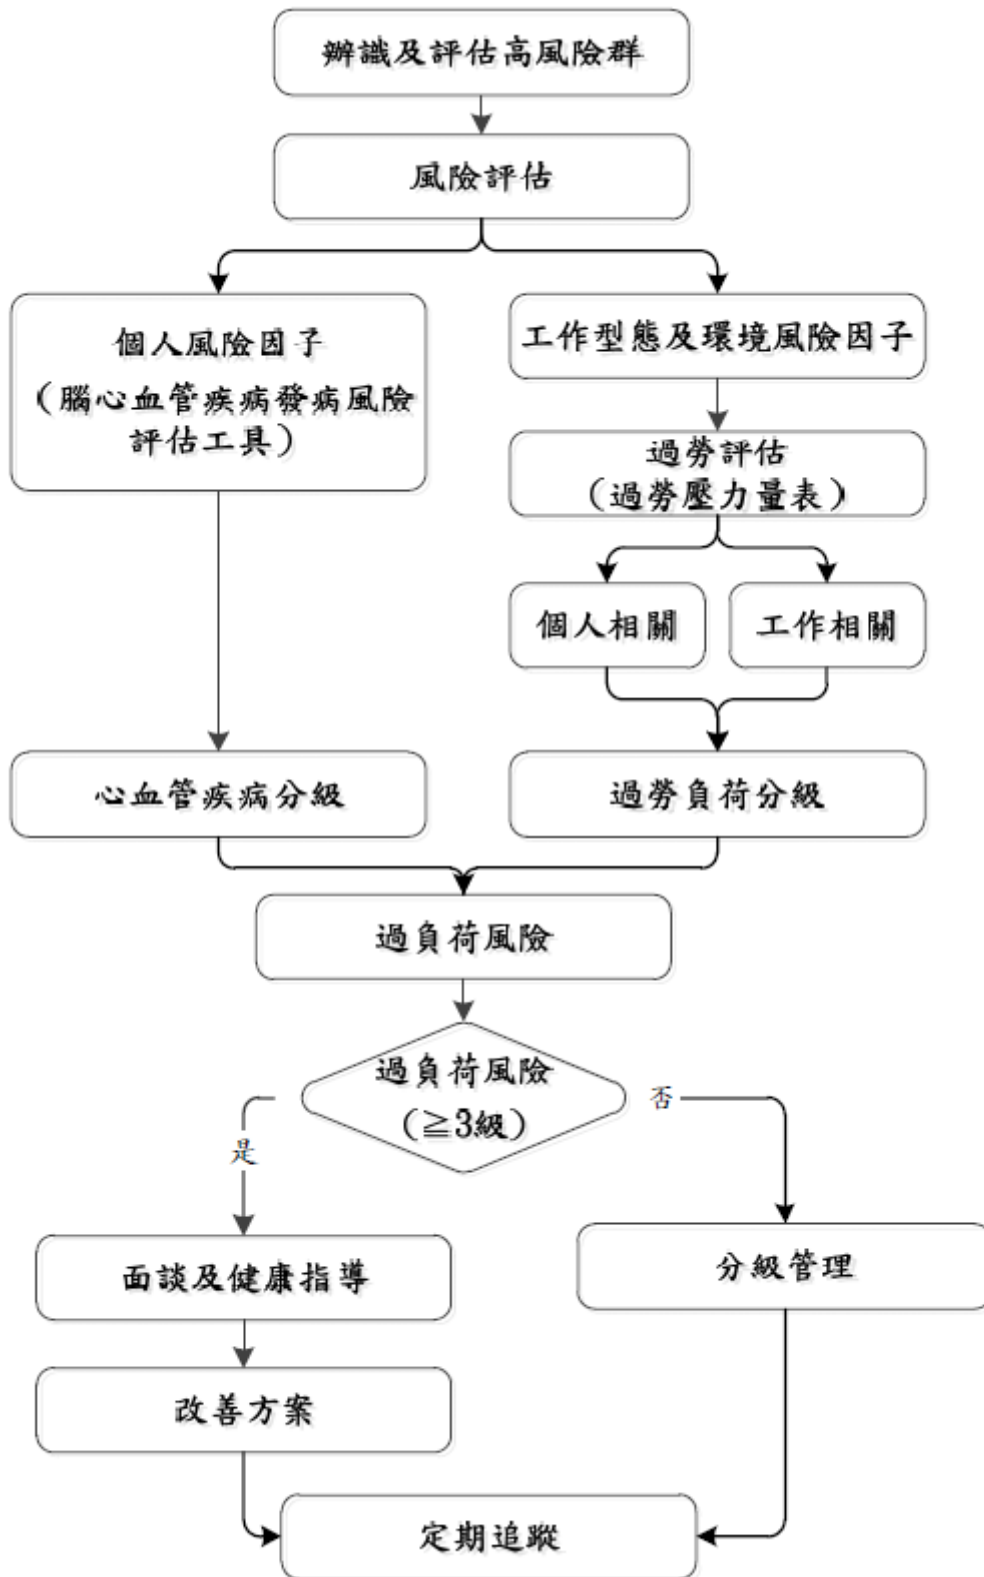 辦識及評估高風險群
風險評估
個人風險因子
（腦心血管疾病發病風險
評估工具）
工作型態及環境風險因子
過勞評估
（過勞壓力量表）
個人相關
工作相關
心血管疾病分級
過勞負荷分級
過負荷風險
過負荷風險
（≧3級）
是
否
面談及健康指導
分級管理
改善方案
定期追蹤